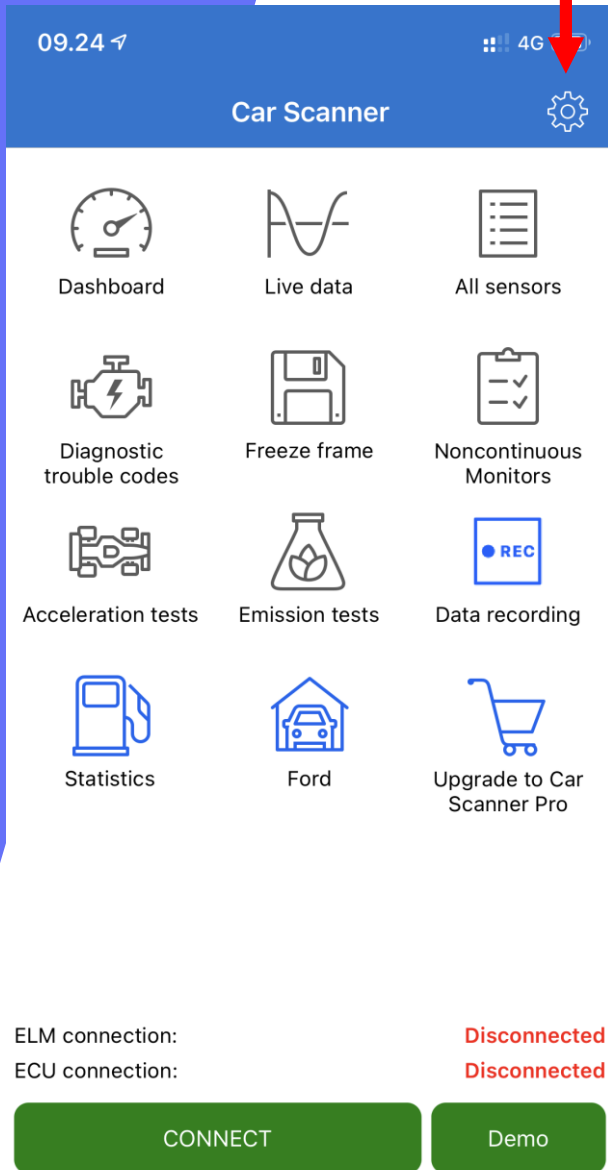 09.24
4G
Car Scanner
Dashboard
Live data
All sensors
Diagnostic
trouble codes
Freeze frame
Noncontinuous
Monitors
REC
Acceleration tests
Emission tests
Data recording
Statistics
Ford
Upgrade to Car
Scanner Pro
ELM connection:
Disconnected
ECU connection:
Disconnected
CONNECT
Demo